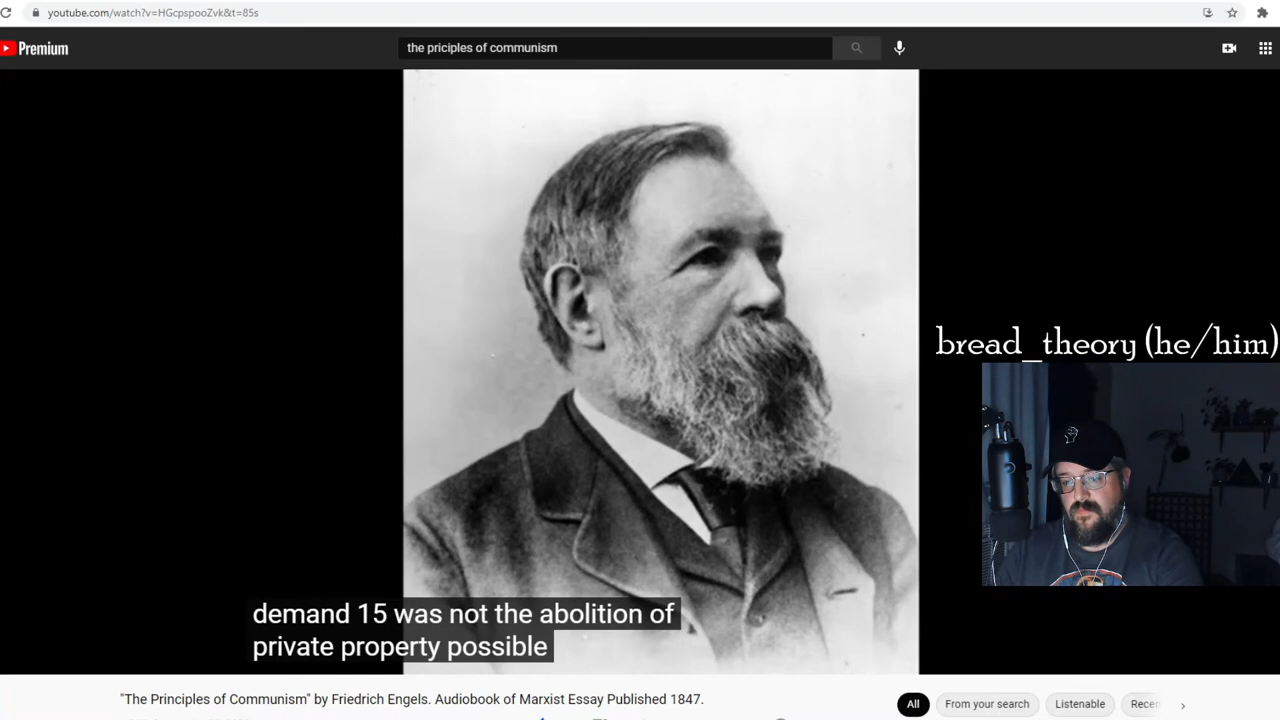 youtube.com/watch?v=HGcpspooZvk&t=85s
Premium
the priciples of communism
bread_theory (he/him)
demand 15 was not the abolition of
private property possible
"The Principles of Communism" by Friedrich Engels. Audiobook of Marxist Essay Published 1847.
All
From your search
Listenable
Recen